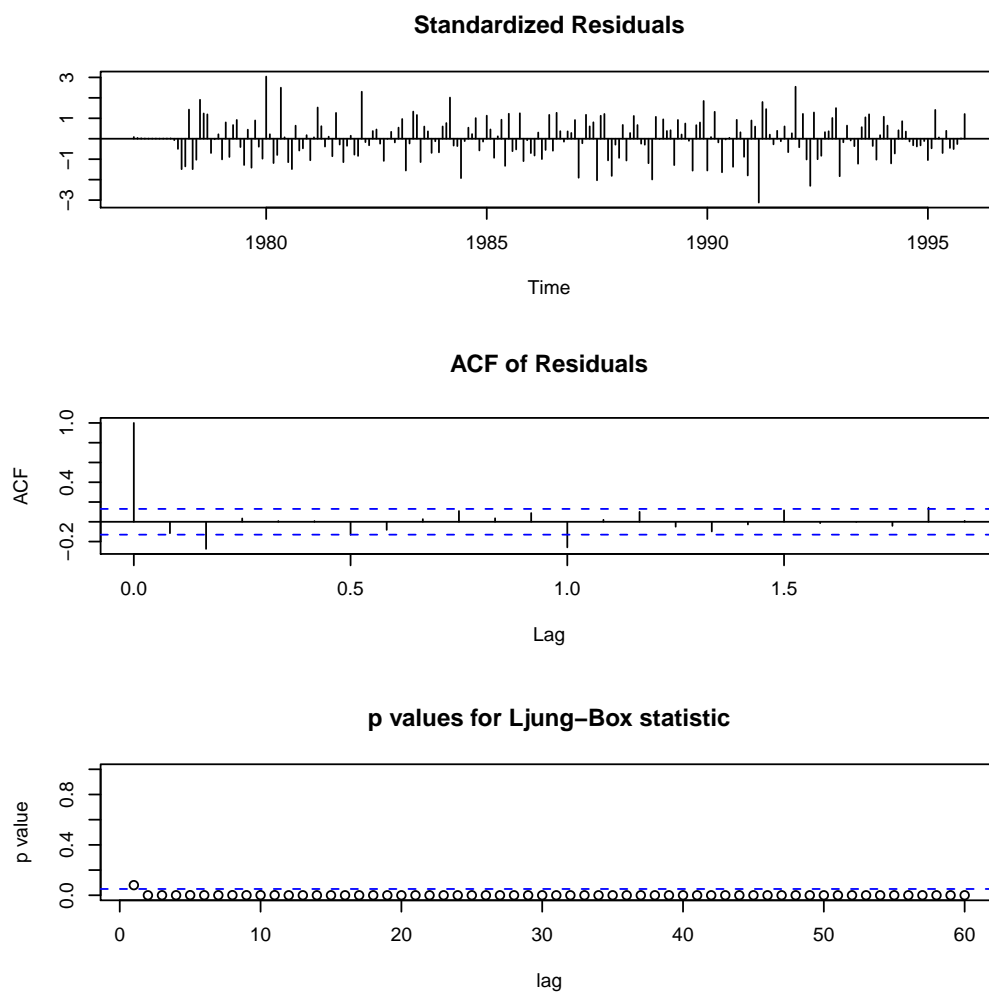 Standardized Residuals
3
1
−1
−3
1980 1985 1990 1995
Time
ACF of Residuals
1.0
0.4
−0.2
ACF
0.0 0.5 1.0 1.5
Lag
p values for Ljung−Box statistic
0.8
0.4
0.0
p value
0 10 20 30 40 50 60
lag